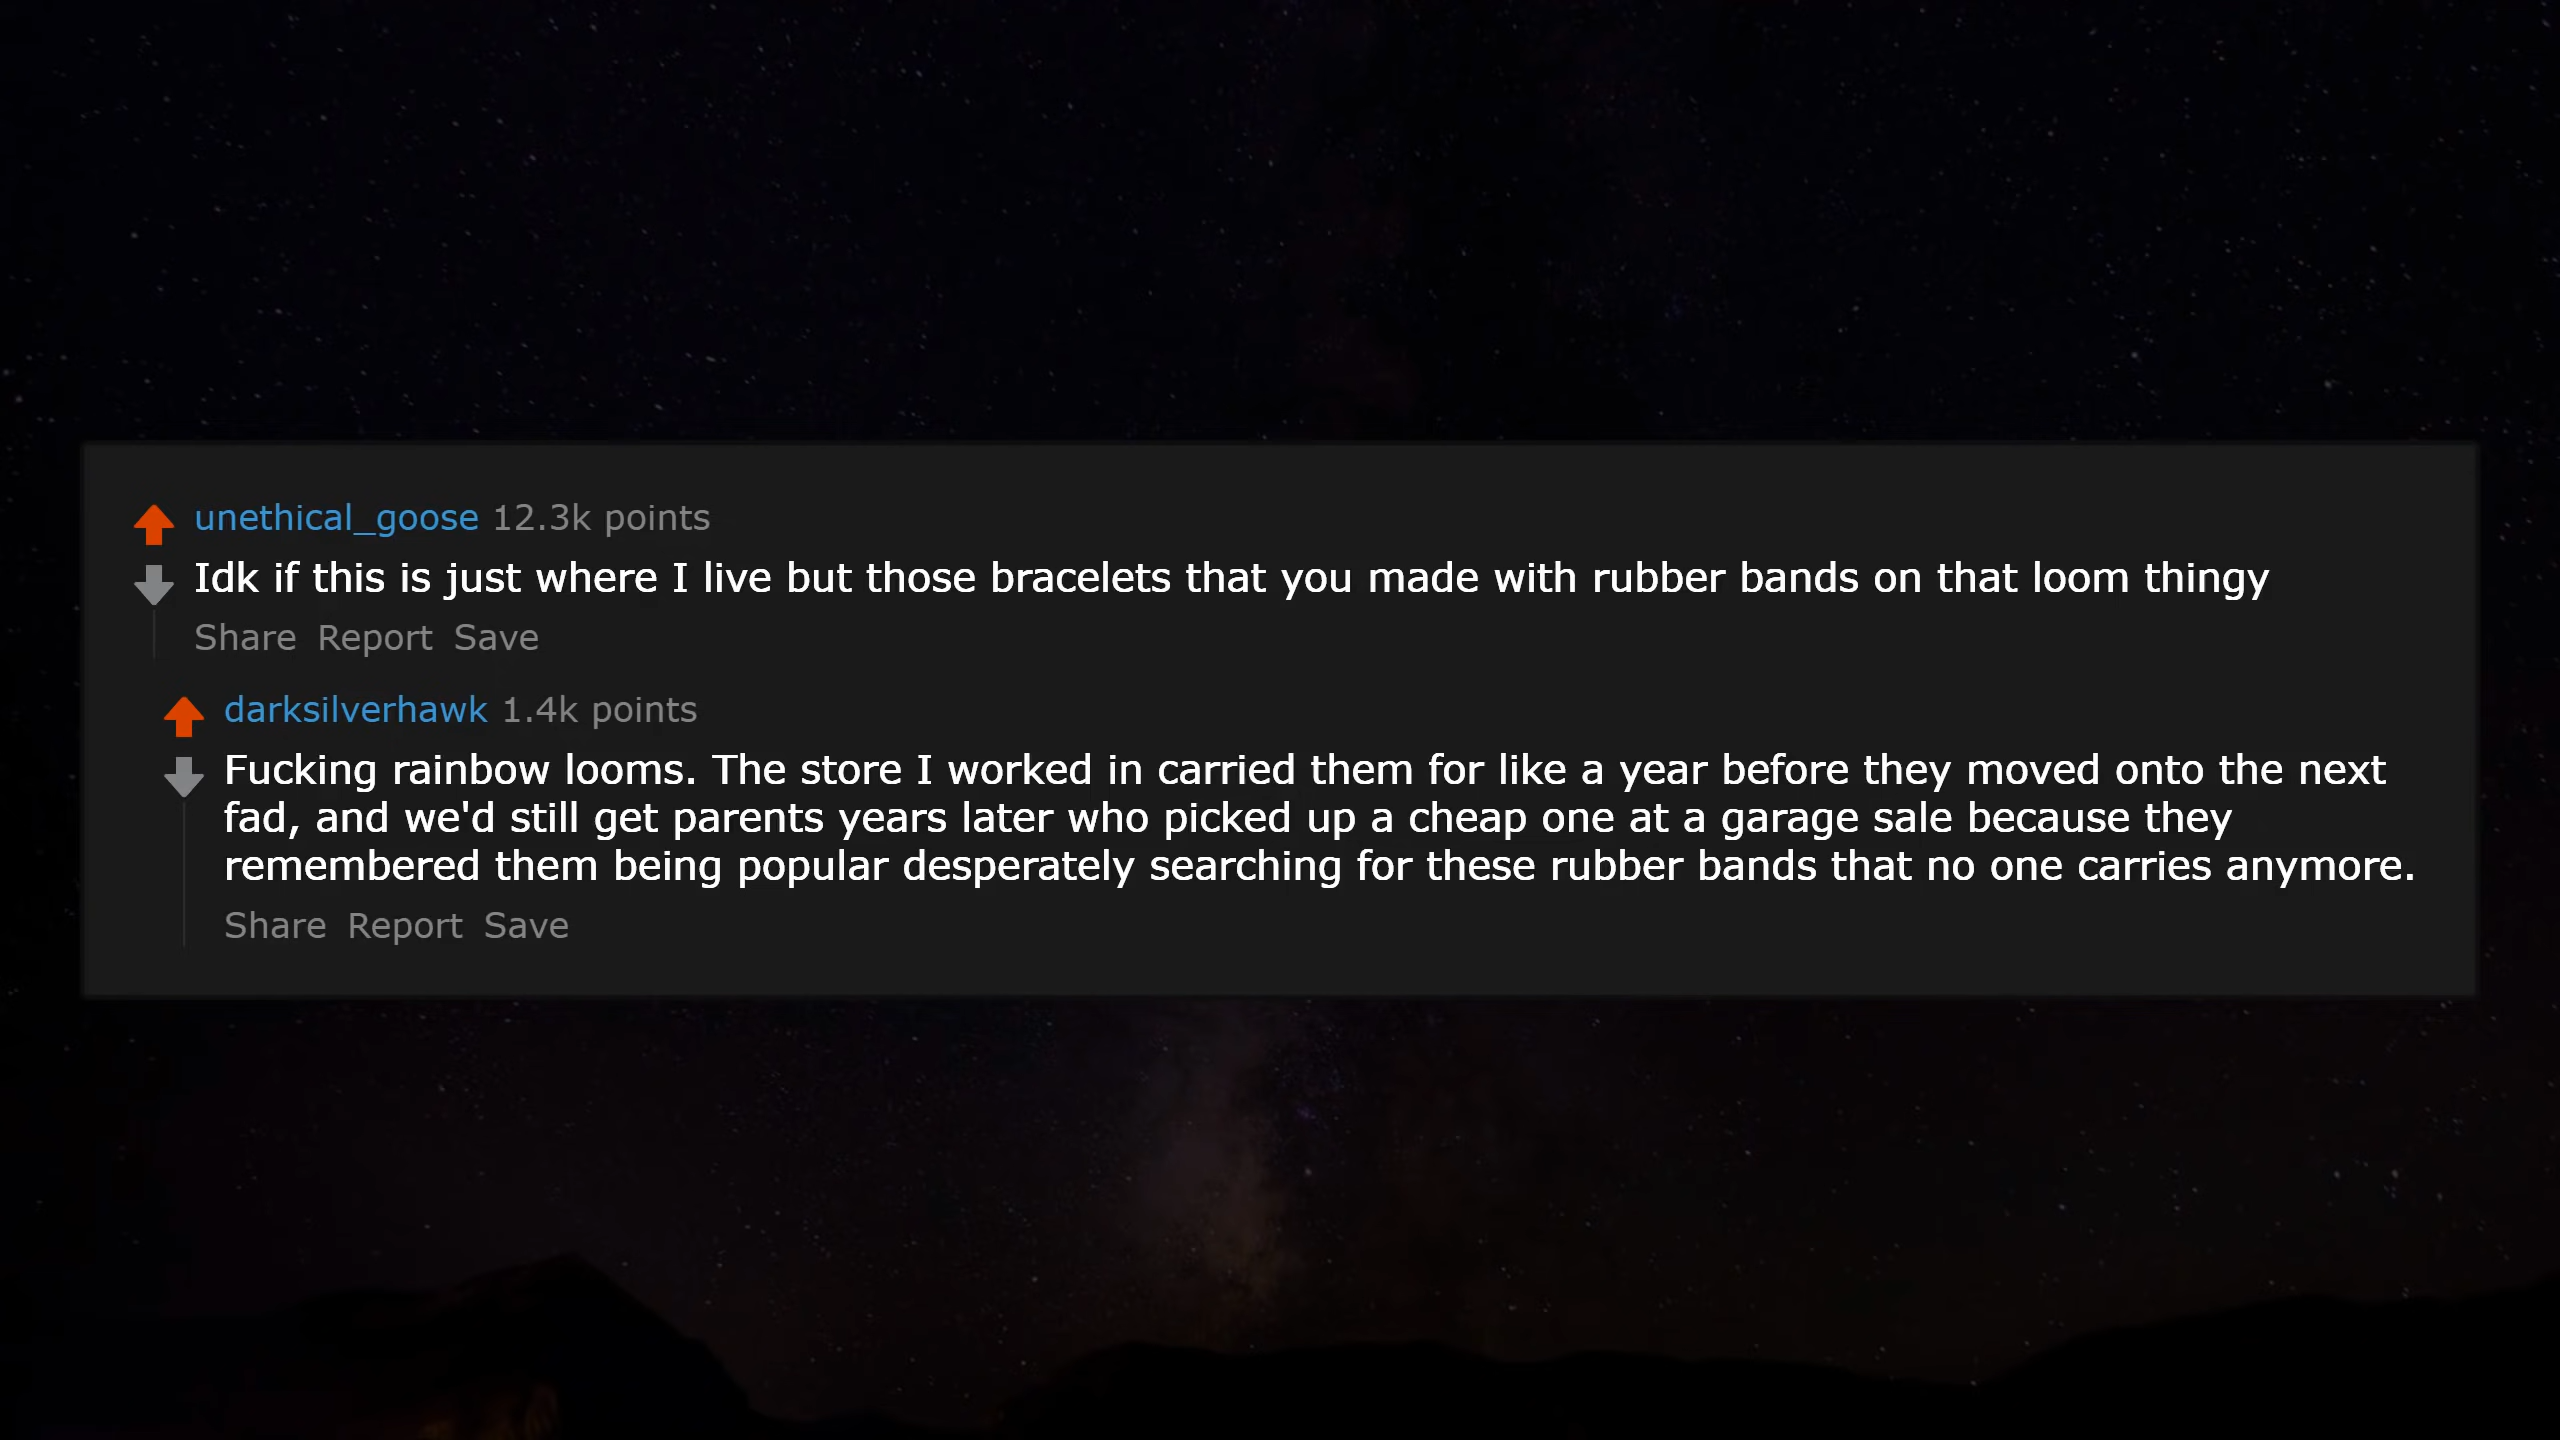 unethical_goose 12.3k points
Idk if this is just where I live but those bracelets that you made with rubber bands on that loom thingy
Share Report Save
darksilverhawk 1.4k points
Fucking rainbow looms. The store I worked in carried them for like a year before they moved onto the next
fad, and we'd still get parents years later who picked up a cheap one at a garage sale because they
remembered them being popular desperately searching for these rubber bands that no one carries anymore.
Share Report Save